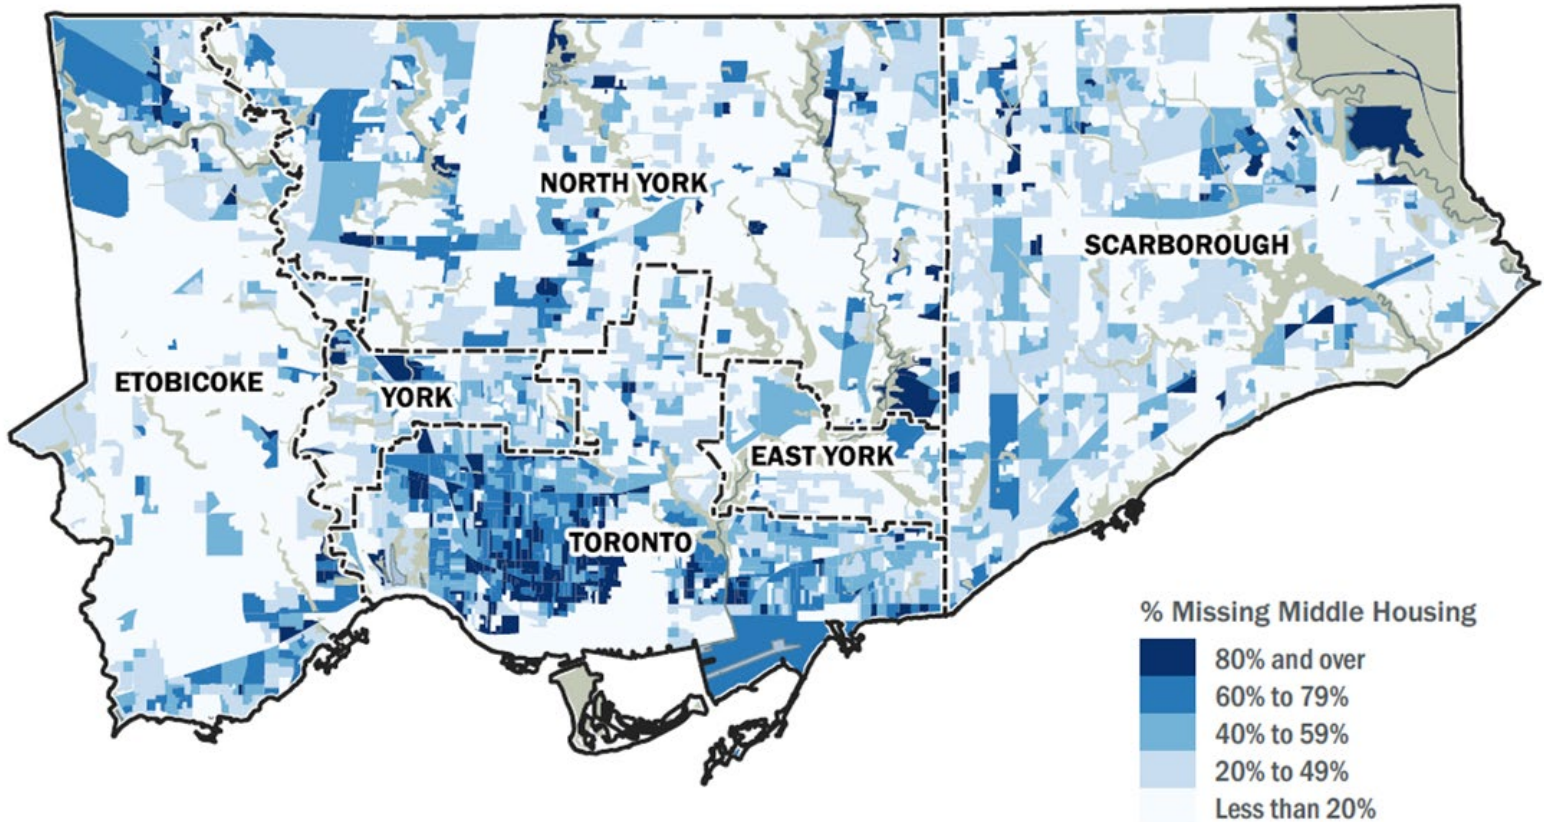 NORTH YORK
SCARBOROUGH
ETOBICOKE
YORK
EAST YORK
TORONTO
% Missing Middle Housing
80% and over
60% to 79%
40% to 59%
20% to 49%
Less than 20%